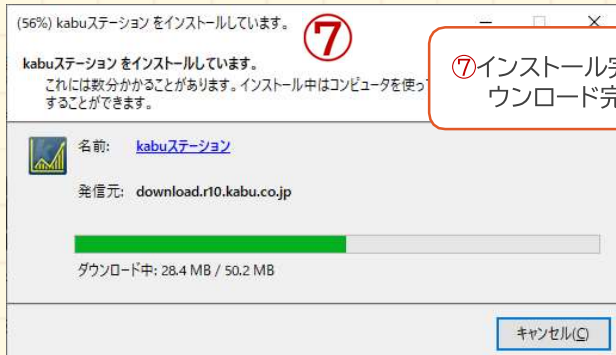 (56%) kabuステーション をインストールしています。
⑦
kabuステーション をインストールしています。
これには数分かかることがあります。インストール中はコンピュータを使っ
することができます。
⑦インストール
ウンロード
名前: kabuステーション
発信元: download.r10.kabu.co.jp
ダウンロード中: 28.4 MB / 50.2 MB
キャンセル(C)